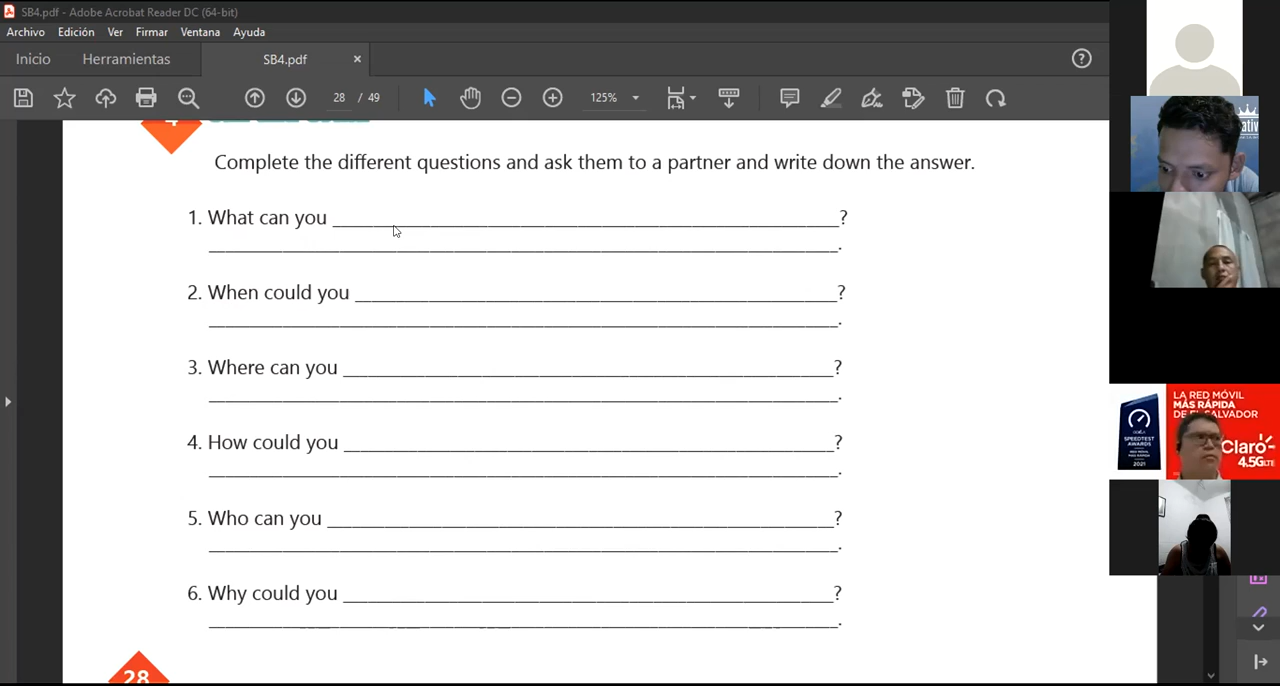 SB4.pdf - Adobe Acrobat Reader DC (64-bit)
Archivo Edición Ver Firmar Ventana Ayuda
Inicio Herramientas SB4.pdf ×
28 / 49 125%
Complete the different questions and ask them to a partner and write down the answer.
1. What can you ?
.
2. When could you ?
.
3. Where can you ?
.
4. How could you ?
.
5. Who can you ?
.
6. Why could you ?
.
28
LA RED MÓVIL
MÁS RÁPIDA
DE EL SALVADOR
SPEEDTEST
AWARDS
2021
Claro
4.5G LTE